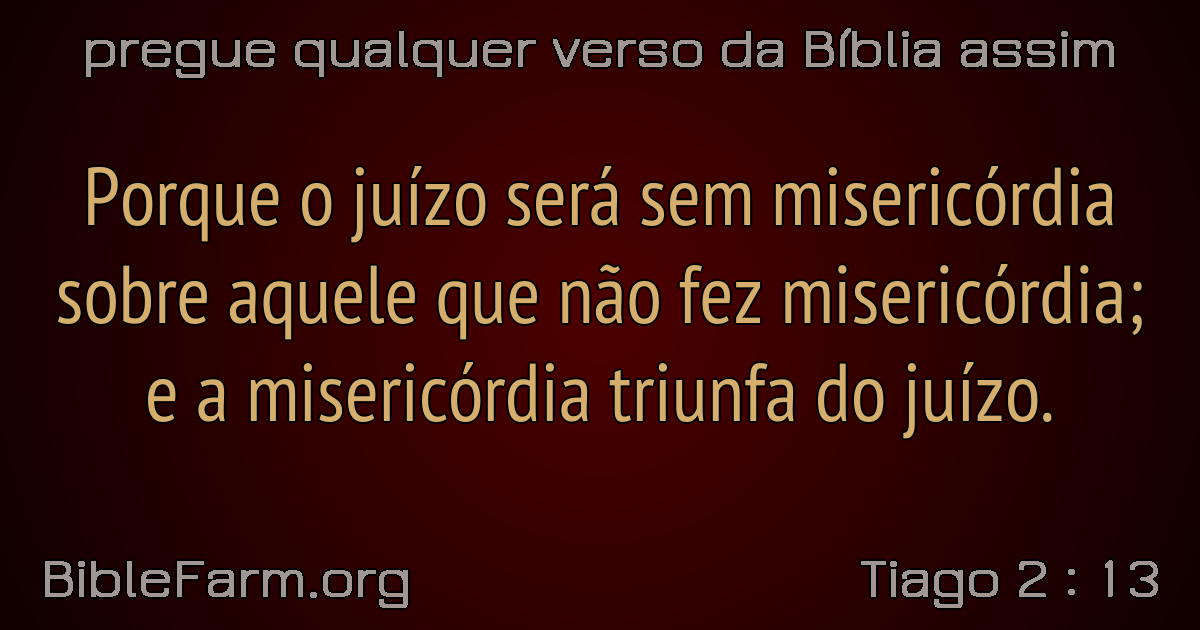 pregue qualquer verso da Bíblia assim
Porque o juízo será sem misericórdia
sobre aquele que não fez misericórdia;
e a misericórdia triunfa do juízo.
BibleFarm.org
Tiago 2 : 13